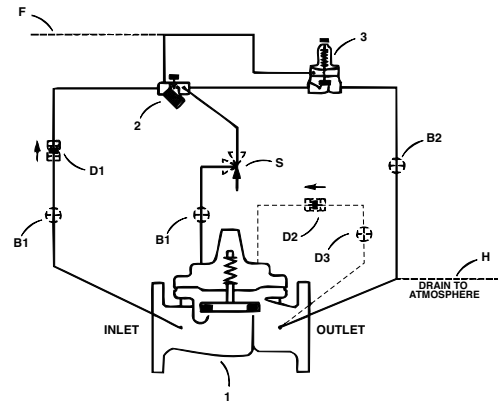 F
3
2
D1
S
B2
B1
B1
D2
D3
H
DRAIN TO
ATMOSPHERE
INLET
OUTLET
1